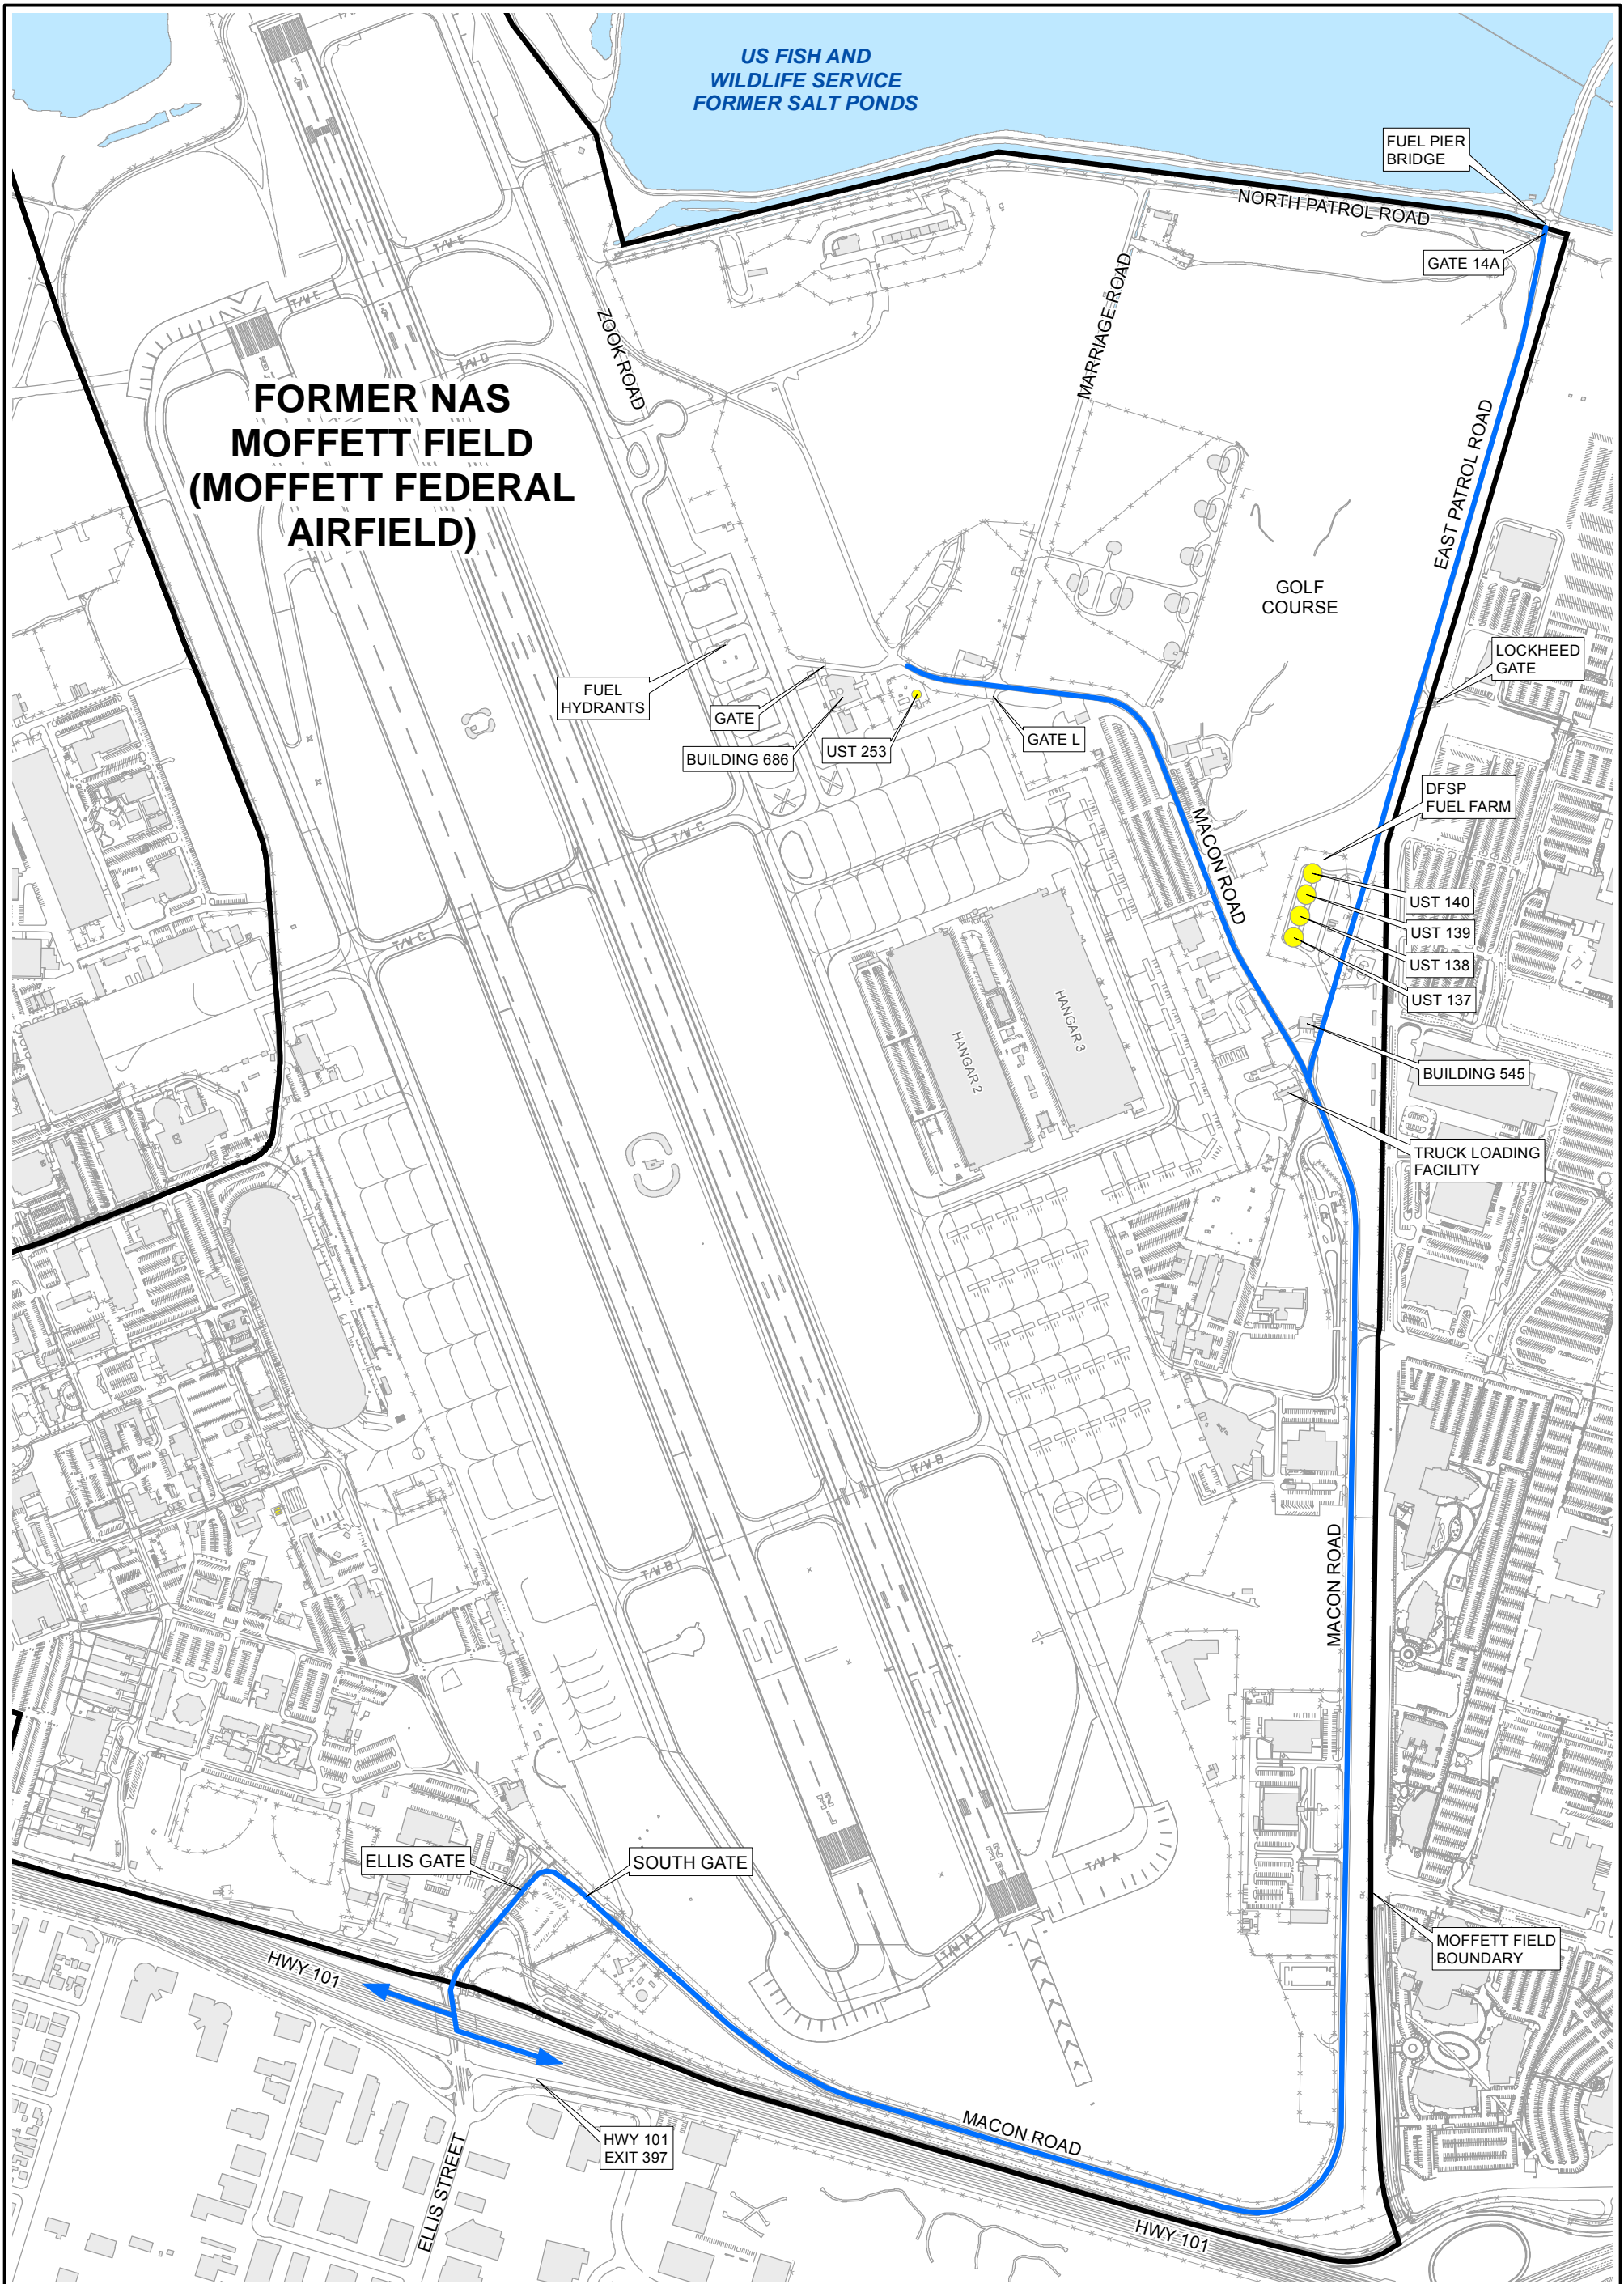 US FISH AND
WILDLIFE SERVICE
FORMER SALT PONDS
FUEL PIER
BRIDGE
NORTH PATROL ROAD
GATE 14A
T/W E
T/W E
ZOOK ROAD
MARRIAGE ROAD
T/W D
FORMER NAS
MOFFETT FIELD
(MOFFETT FEDERAL
AIRFIELD)
EAST PATROL ROAD
GOLF
COURSE
LOCKHEED
GATE
FUEL
HYDRANTS
GATE
BUILDING 686
UST 253
GATE L
DFSP
FUEL FARM
MACON ROAD
T/W C
T/W C
UST 140
UST 139
UST 138
UST 137
HANGAR 3
HANGAR 2
BUILDING 545
TRUCK LOADING
FACILITY
T/W B
T/W B
MACON ROAD
T/W A
ELLIS GATE
SOUTH GATE
T/W A
MOFFETT FIELD
BOUNDARY
HWY 101
HWY 101
EXIT 397
MACON ROAD
ELLIS STREET
HWY 101